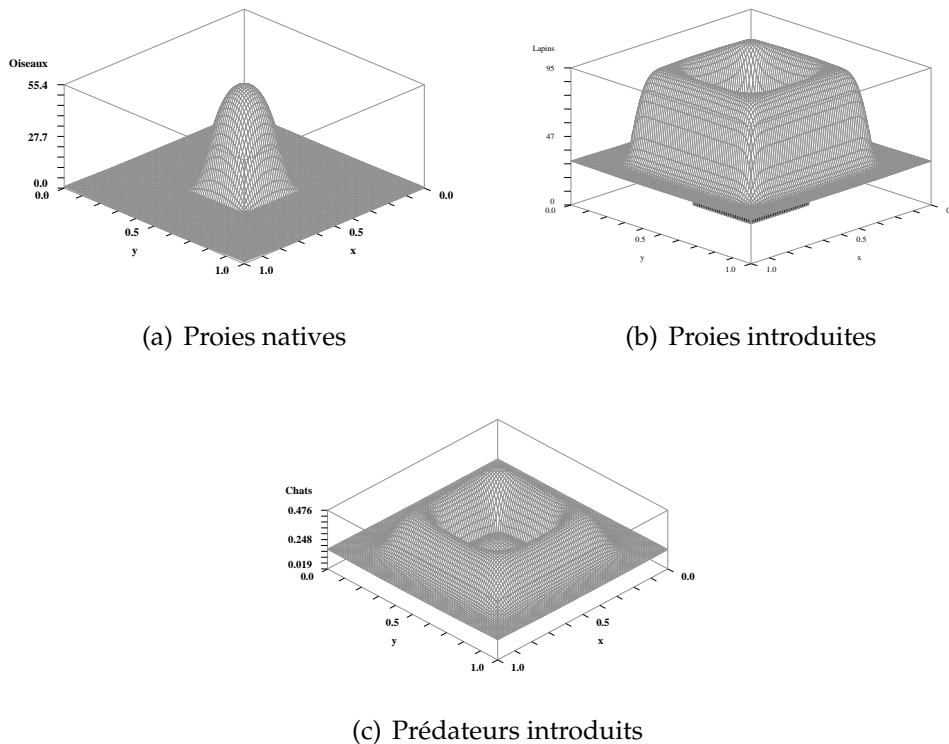 Oiseaux
55.4
27.7
0.0
0.0
0.5
y
1.0
1.0
0.5
x
0.0
(a) Proies natives
Lapins
95
47
0
0.0
0.5
y
1.0
1.0
0.5
x
(b) Proies introduites
Chats
0.476
0.248
0.019
0.0
0.5
y
1.0
1.0
0.5
x
0.0
(c) Prédateurs introduits